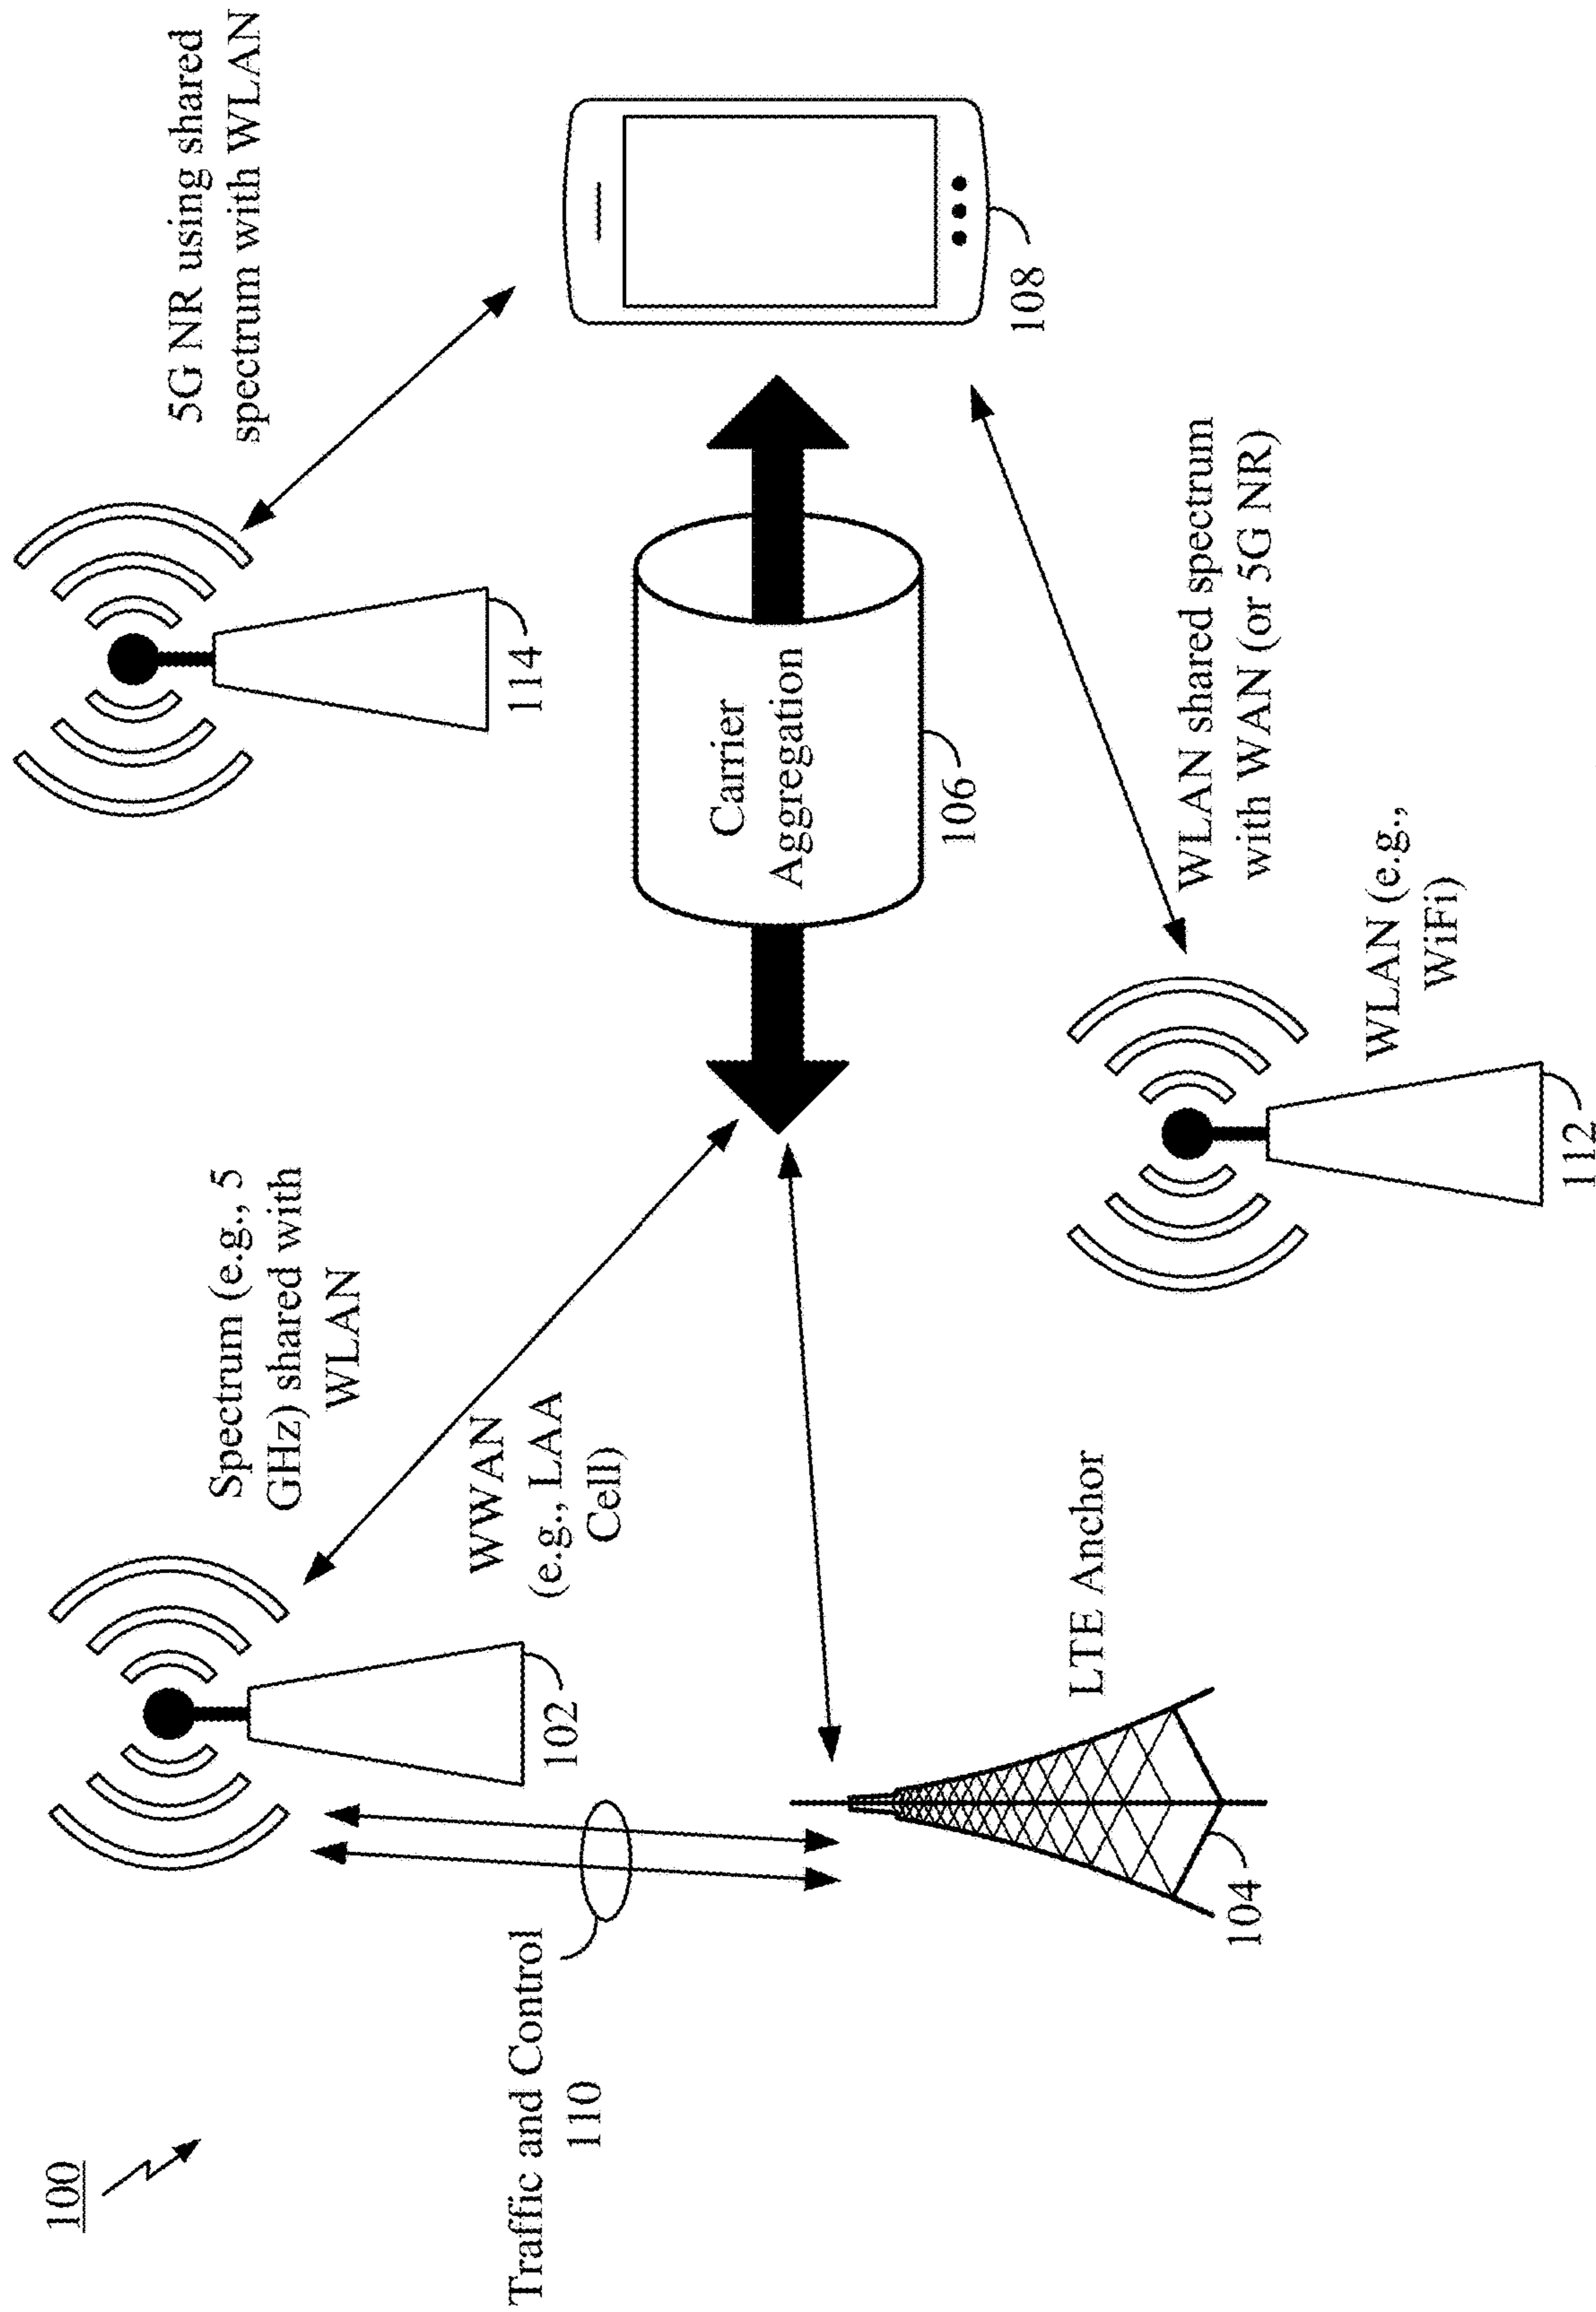 100
Traffic and Control
110
Spectrum (e.g., 5
GHz) shared with
WLAN
WWAN
(e.g., LAA
Cell)
102
LTE Anchor
104
5G NR using shared
spectrum with WLAN
114
Carrier
Aggregation
106
108
WLAN shared spectrum
with WAN (or 5G NR)
WLAN (e.g.,
WiFi)
112